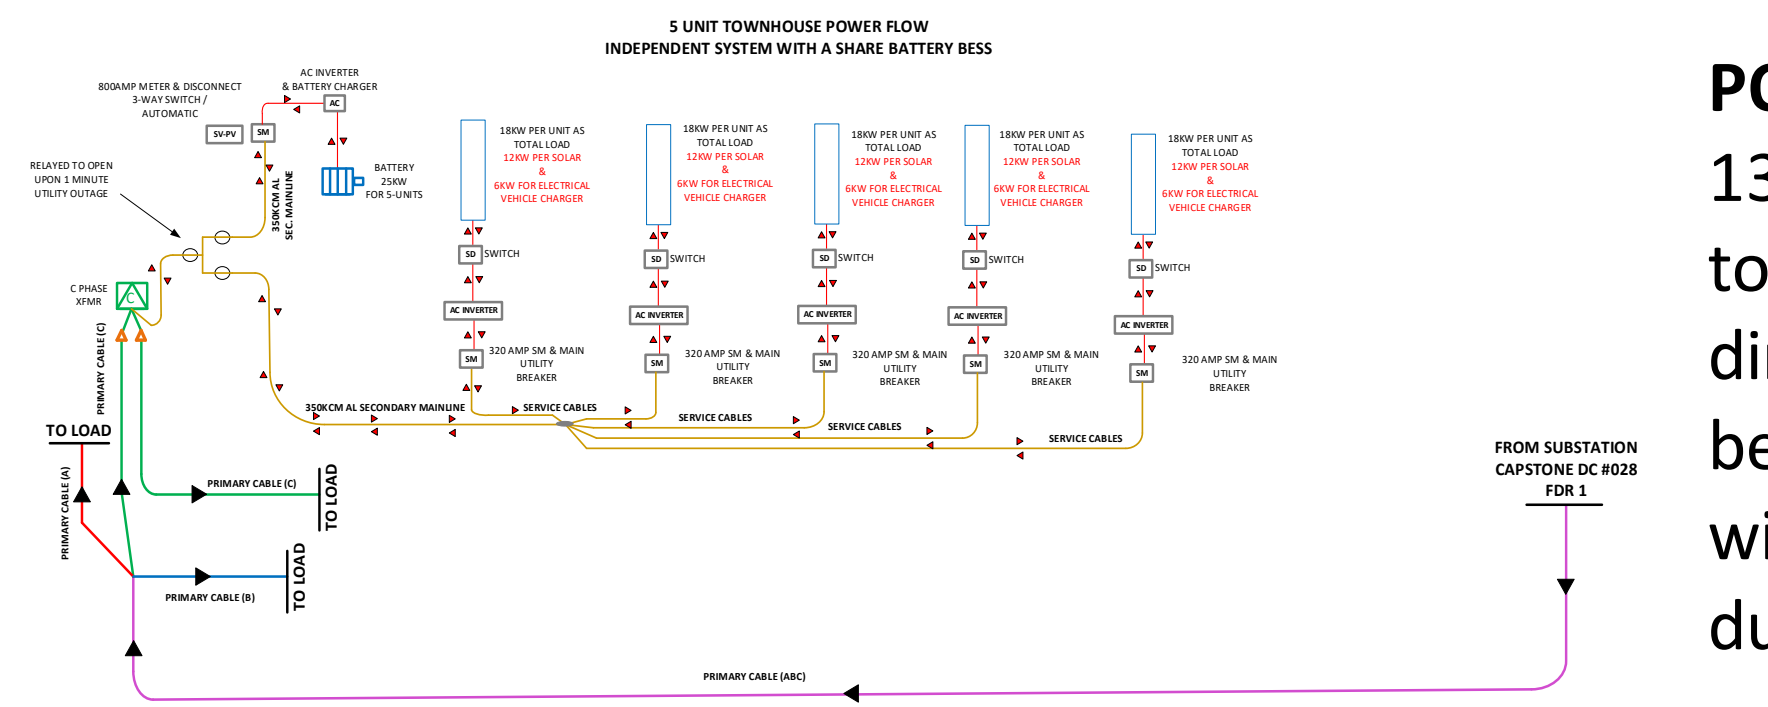 5 UNIT TOWNHOUSE POWER FLOW
INDEPENDENT SYSTEM WITH A SHARE BATTERY BESS
AC INVERTER
& BATTERY CHARGER
800AMP METER & DISCONNECT
3-WAY SWITCH /
AUTOMATIC
AC
SV-PV
SM
RELAYED TO OPEN
UPON 1 MINUTE
UTILITY OUTAGE
BATTERY
25KW
FOR 5-UNITS
350KCM AL
SEC. MAINLINE
C PHASE
XFMR
C
PRIMARY CABLE (C)
18KW PER UNIT AS
TOTAL LOAD
12KW PER SOLAR
&
6KW FOR ELECTRICAL
VEHICLE CHARGER
SD
SWITCH
AC INVERTER
SM
320 AMP SM & MAIN
UTILITY
BREAKER
18KW PER UNIT AS
TOTAL LOAD
12KW PER SOLAR
&
6KW FOR ELECTRICAL
VEHICLE CHARGER
SD
SWITCH
AC INVERTER
SM
320 AMP SM & MAIN
UTILITY
BREAKER
18KW PER UNIT AS
TOTAL LOAD
12KW PER SOLAR
&
6KW FOR ELECTRICAL
VEHICLE CHARGER
SD
SWITCH
AC INVERTER
SM
320 AMP SM & MAIN
UTILITY
BREAKER
18KW PER UNIT AS
TOTAL LOAD
12KW PER SOLAR
&
6KW FOR ELECTRICAL
VEHICLE CHARGER
SD
SWITCH
AC INVERTER
SM
320 AMP SM & MAIN
UTILITY
BREAKER
18KW PER UNIT AS
TOTAL LOAD
12KW PER SOLAR
&
6KW FOR ELECTRICAL
VEHICLE CHARGER
SD
SWITCH
AC INVERTER
SM
320 AMP SM & MAIN
UTILITY
BREAKER
350KCM AL SECONDARY MAINLINE
SERVICE CABLES
SERVICE CABLES
SERVICE CABLES
SERVICE CABLES
TO LOAD
PRIMARY CABLE (A)
PRIMARY CABLE (C)
TO LOAD
PRIMARY CABLE (B)
TO LOAD
PRIMARY CABLE (ABC)
FROM SUBSTATION
CAPSTONE DC #028
FDR 1
13
to
be